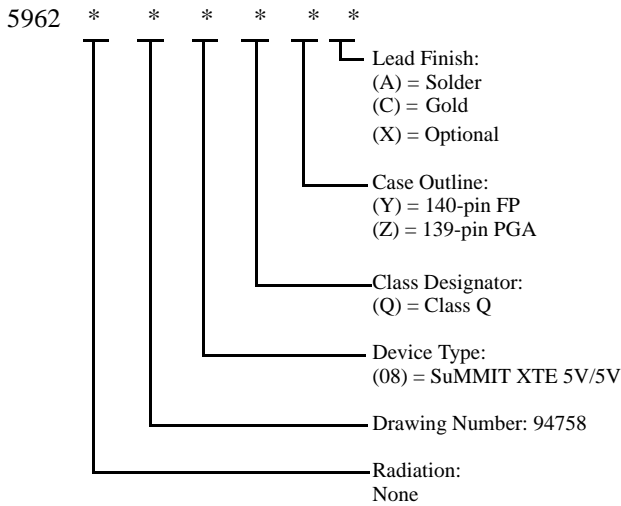 5962 * * * * * *
Lead Finish:
(A) = Solder
(C) = Gold
(X) = Optional
Case Outline:
(Y) = 140-pin FP
(Z) = 139-pin PGA
Class Designator:
(Q) = Class Q
Device Type:
(08) = SuMMIT XTE 5V/5V
Drawing Number: 94758
Radiation:
None